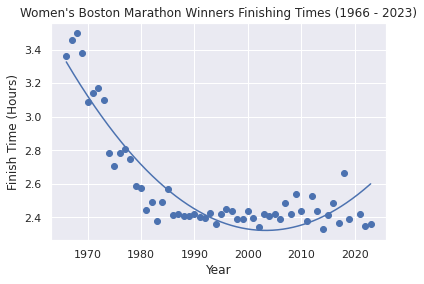 Women's Boston Marathon Winners Finishing Times (1966 - 2023)
3.4
3.2
3.0
2.8
2.6
2.4
Finish Time (Hours)
1970 1980 1990 2000 2010 2020
Year